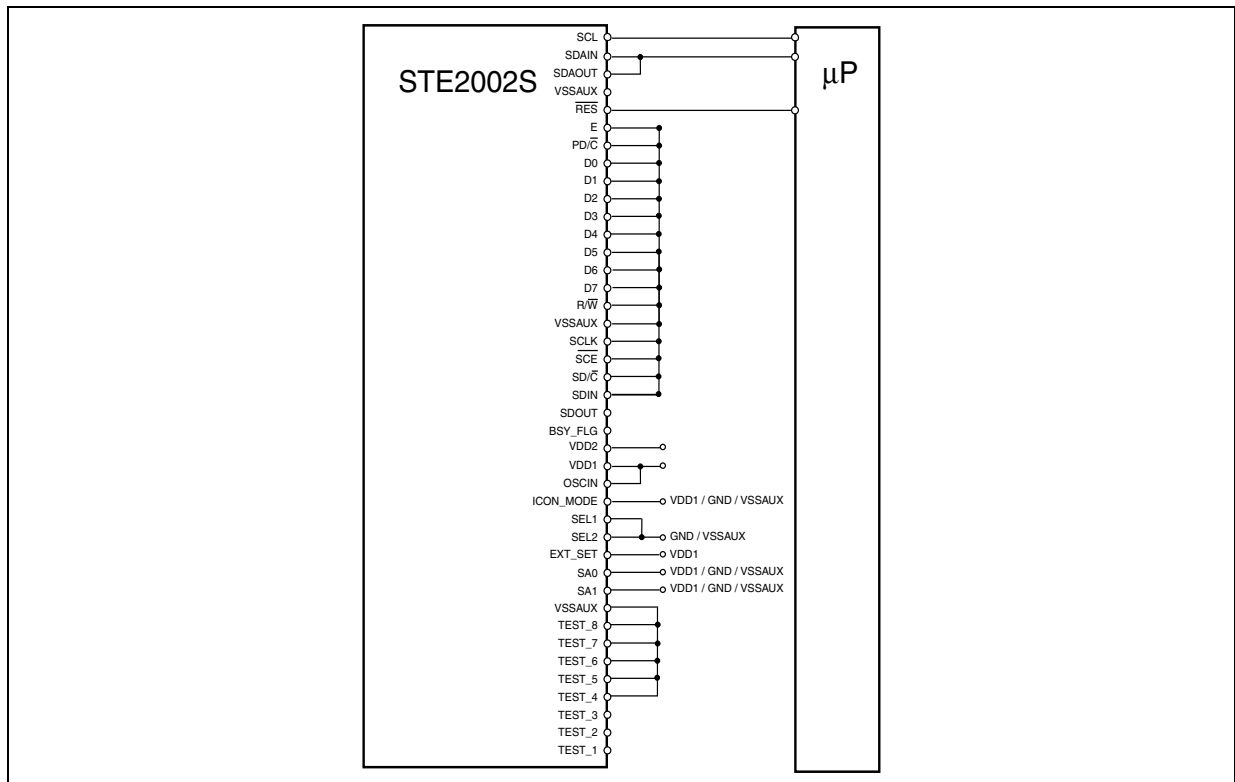 SCL
SDAIN
STE2002S
μP
SDAOUT
VSSAUX
R̅E̅S̅
E
PD/C̅
D0
D1
D2
D3
D4
D5
D6
D7
R/W̅
VSSAUX
SCLK
S̅C̅E̅
SD/C̅
SDIN
SDOUT
BSY_FLG
VDD2
VDD1
OSCIN
ICON_MODE VDD1 / GND / VSSAUX
SEL1
SEL2 GND / VSSAUX
EXT_SET VDD1
SA0 VDD1 / GND / VSSAUX
SA1 VDD1 / GND / VSSAUX
VSSAUX
TEST_8
TEST_7
TEST_6
TEST_5
TEST_4
TEST_3
TEST_2
TEST_1